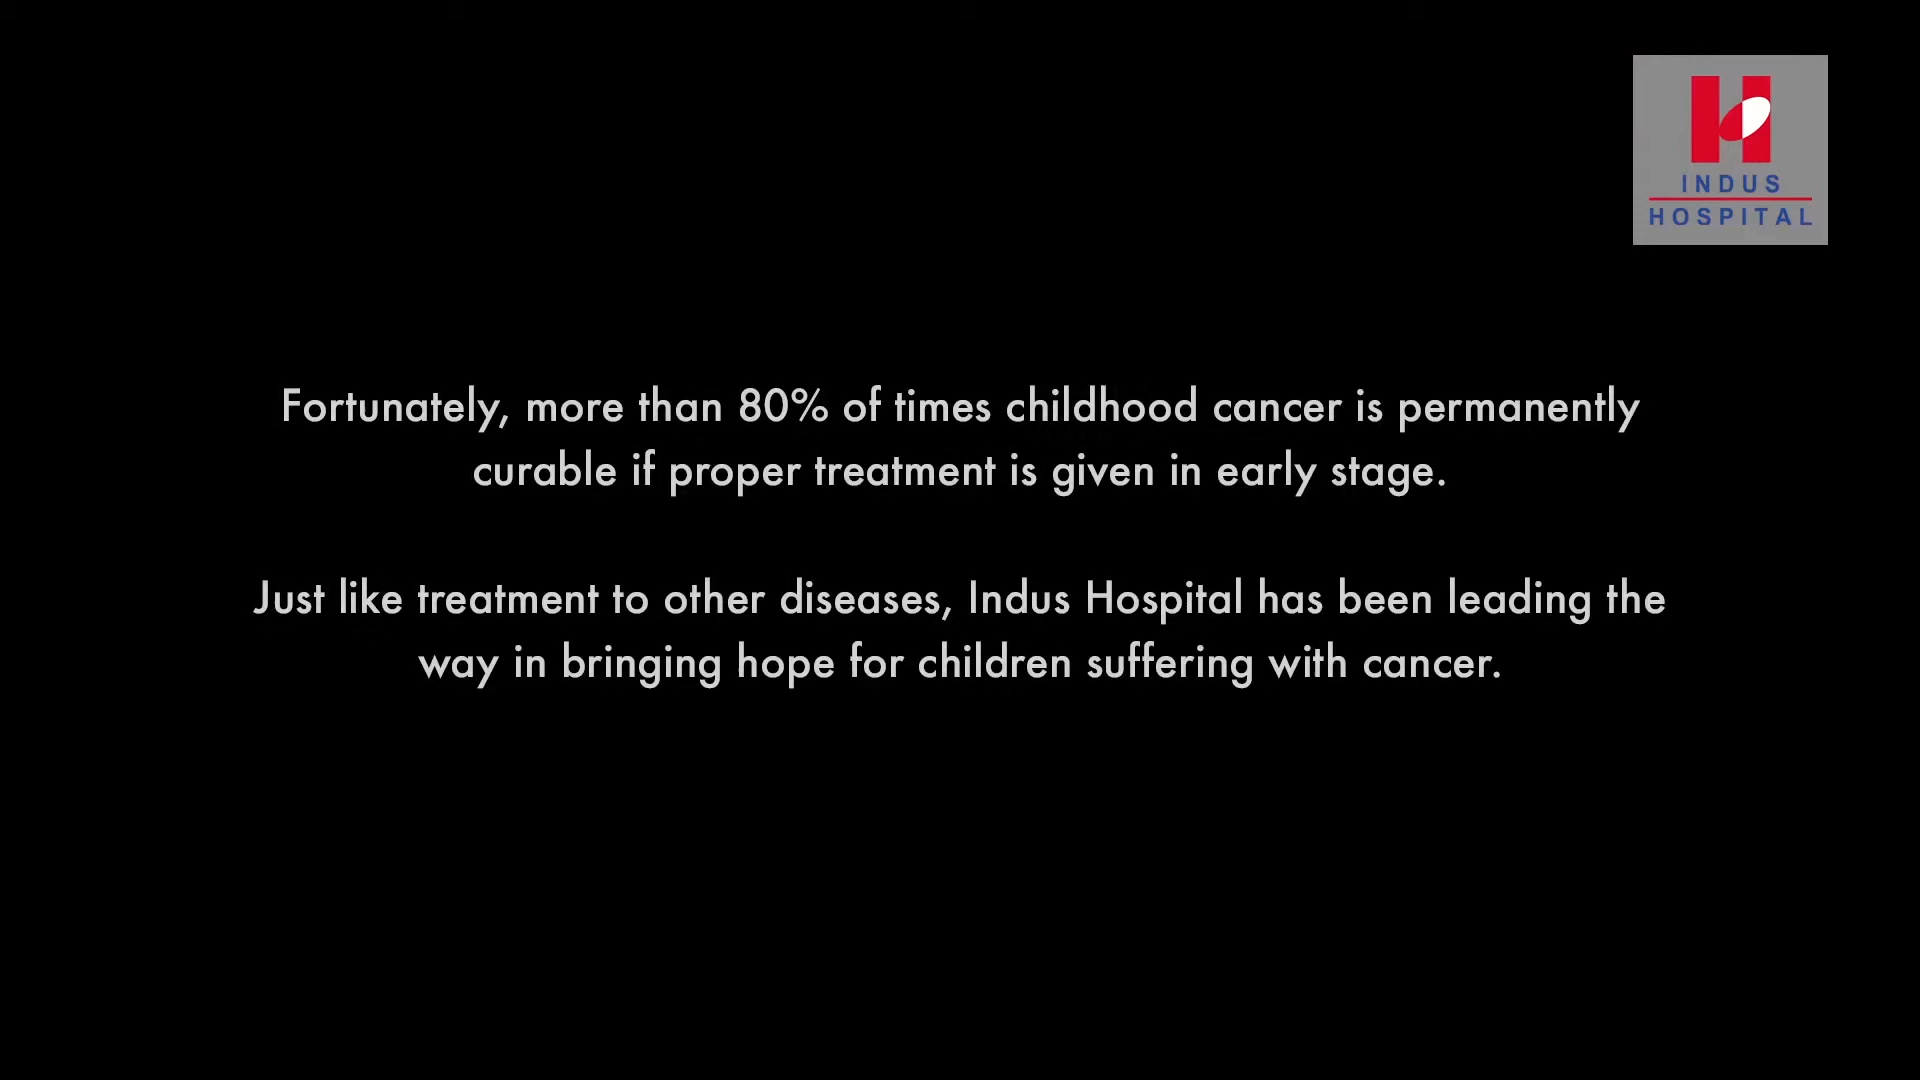 INDUS
HOSPITAL
Fortunately, more than 80% of times childhood cancer is permanently
curable if proper treatment is given in early stage.
Just like treatment to other diseases, Indus Hospital has been leading the
way in bringing hope for children suffering with cancer.